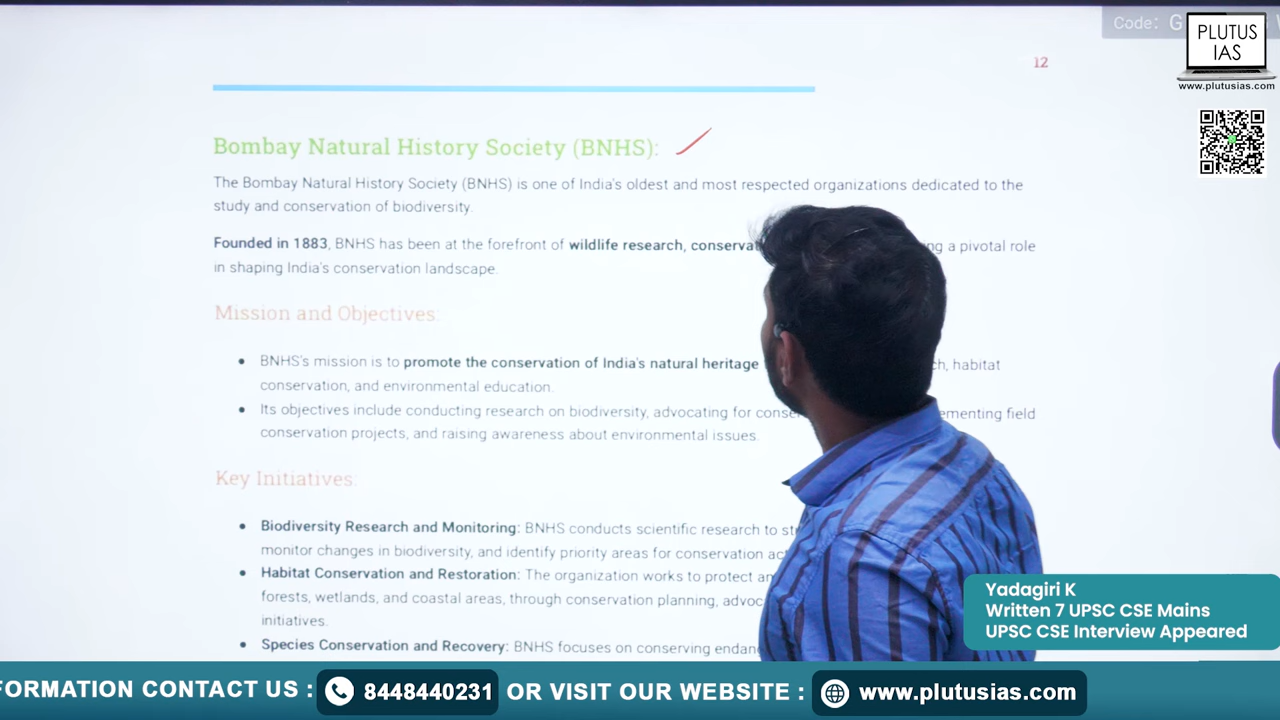 Code: G
PLUTUS
IAS
www.plutusias.com
12
Bombay Natural History Society (BNHS):
The Bombay Natural History Society (BNHS) is one of India's oldest and most respected organizations dedicated to the
study and conservation of biodiversity.
Founded in 1883, BNHS has been at the forefront of wildlife research, a pivotal role
in shaping India's conservation landscape.
Mission and Objectives:
• BNHS's mission is to promote the conservation of India's natural heritage habitat
conservation, and environmental education.
• Its objectives include conducting research on biodiversity, advocating for field
conservation projects, and raising awareness about environmental issues.
Key Initiatives:
• Biodiversity Research and Monitoring: BNHS conducts scientific research to
monitor changes in biodiversity, and identify priority areas for conservation
• Habitat Conservation and Restoration: The organization works to protect
forests, wetlands, and coastal areas, through conservation planning,
initiatives.
• Species Conservation and Recovery: BNHS focuses on conserving
Yadagiri K
Written 7 UPSC CSE Mains
UPSC CSE Interview Appeared
FORMATION CONTACT US : 8448440231 OR VISIT OUR WEBSITE : www.plutusias.com